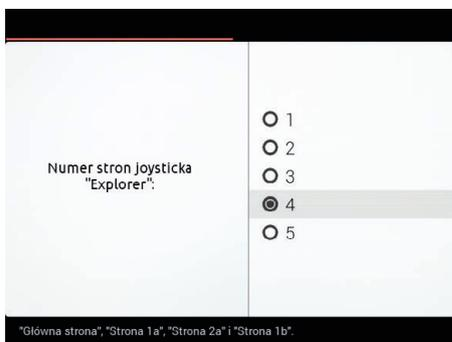 Numer stron joysticka
"Explorer":
1
2
3
4
5
"Główna strona", "Strona 1a", "Strona 2a" i "Strona 1b".